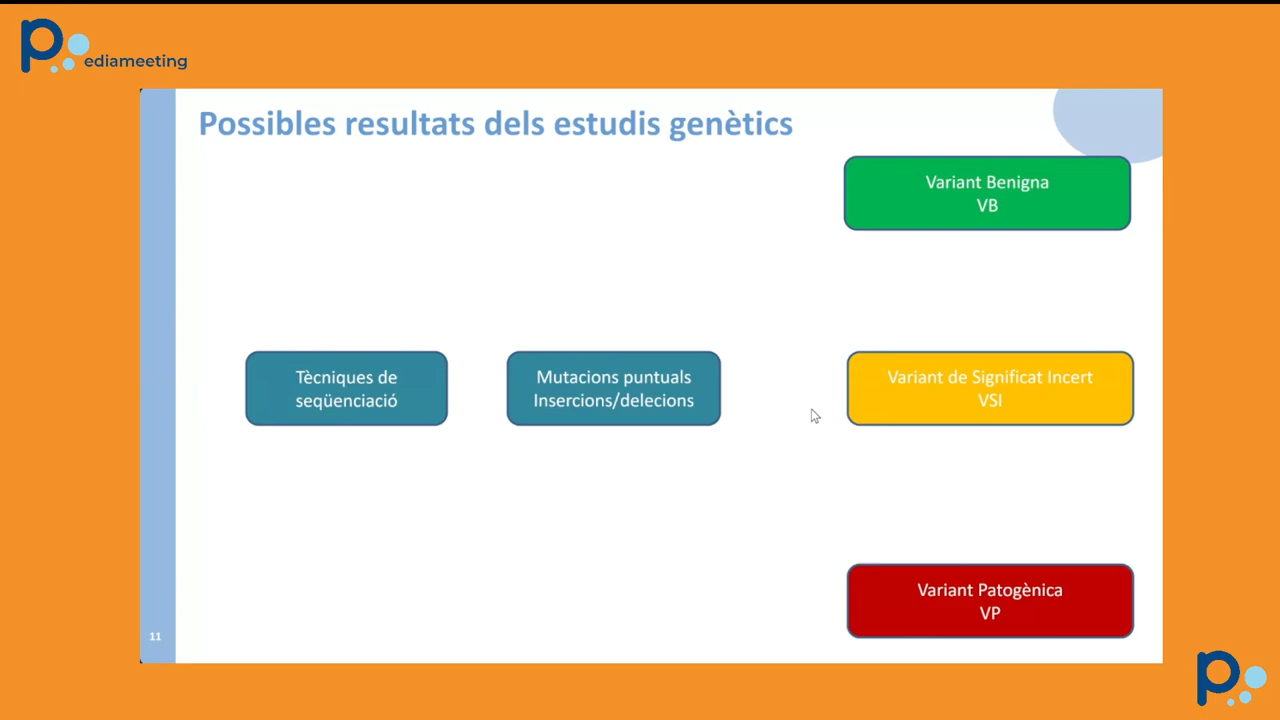 pediameeting
Possibles resultats dels estudis genètics
Variant Benigna
VB
Tècniques de
seqüenciació
Mutacions puntuals
Insercions/delecions
Variant de Significat Incert
VSI
Variant Patogènica
VP
11
p